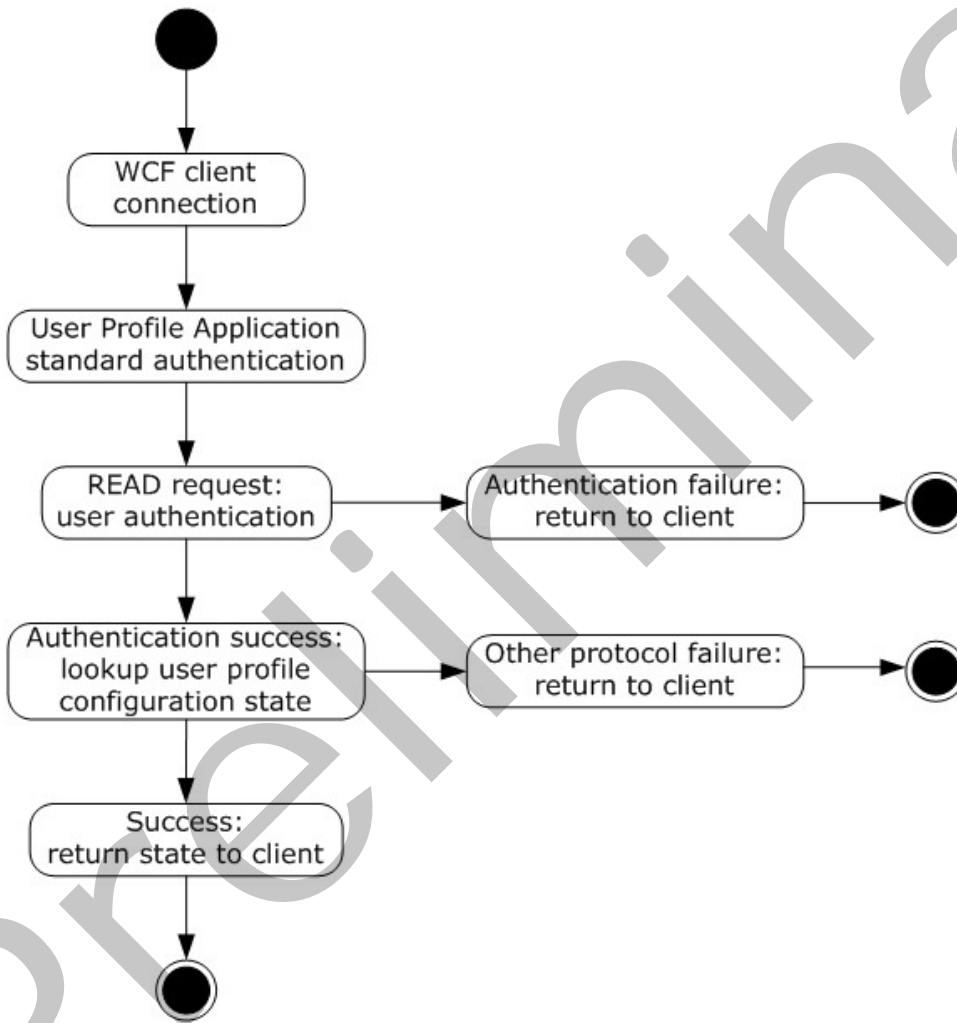 WCF client
connection
User Profile Application
standard authentication
READ request:
user authentication
Authentication failure:
return to client
Authentication success:
lookup user profile
configuration state
Other protocol failure:
return to client
Success:
return state to client
Prelimina